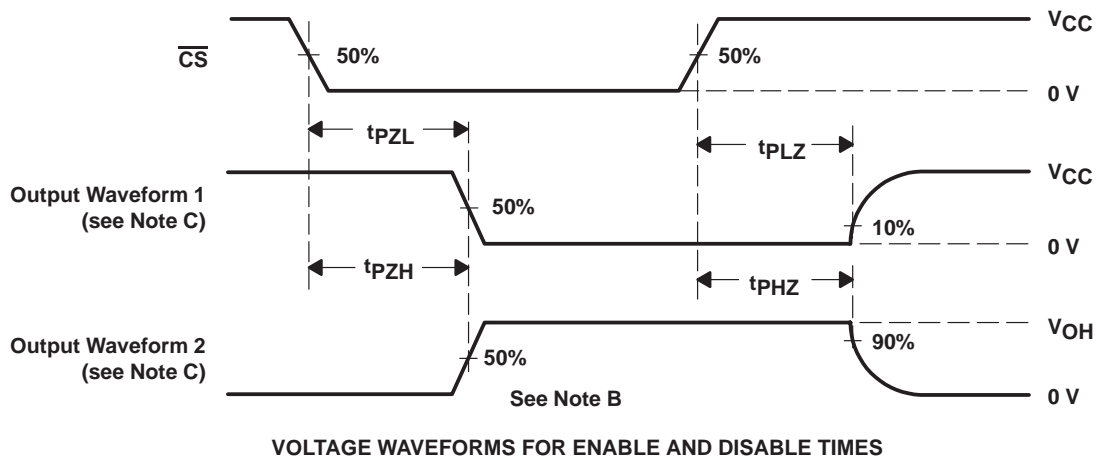 VCC
CS
50%
50%
0 V
tPZL
tPLZ
VCC
Output Waveform 1
(see Note C)
50%
10%
0 V
tPZH
tPHZ
VOH
Output Waveform 2
(see Note C)
50%
90%
See Note B
0 V
VOLTAGE WAVEFORMS FOR ENABLE AND DISABLE TIMES